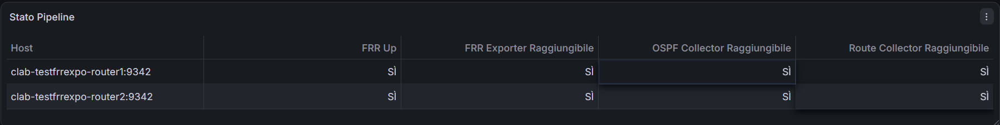 Stato Pipeline
Host FRR Up FRR Exporter Raggiungibile OSPF Collector Raggiungibile Route Collector Raggiungibile
clab-testfrrexpo-router1:9342 SÌ SÌ SÌ SÌ
clab-testfrrexpo-router2:9342 SÌ SÌ SÌ SÌ